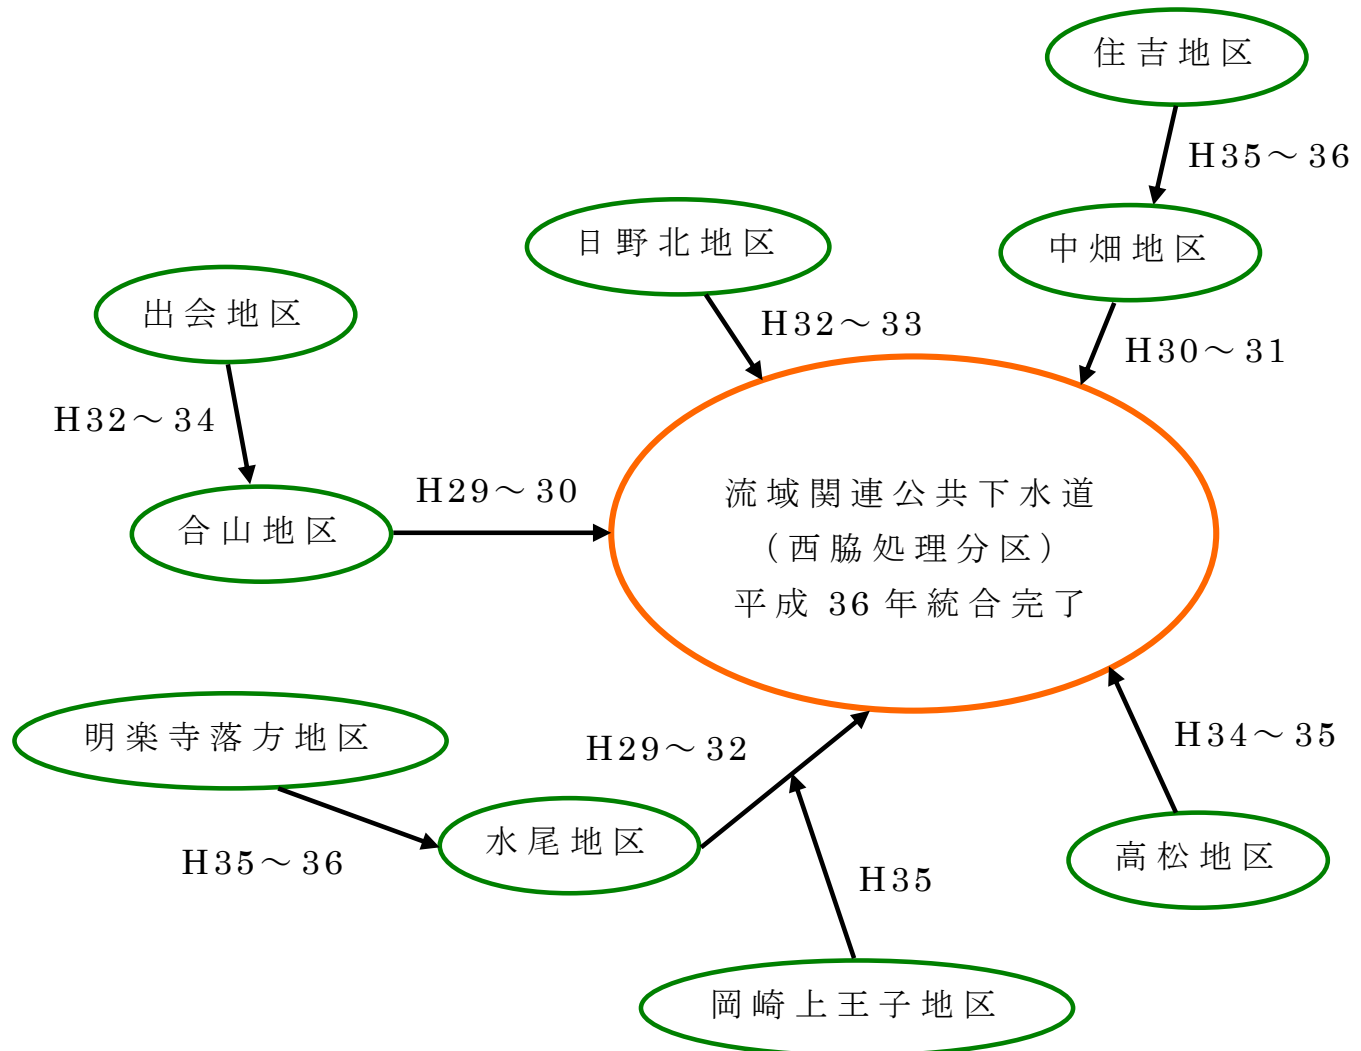 住吉地区
H35～36
日野北地区
中畑地区
出会地区
H32～33
H30～31
H32～34
H29～30
合山地区
流域関連公共下水道
（西脇処理分区）
平成 36 年統合完了
明楽寺落方地区
H29～32
H34～35
水尾地区
H35～36
高松地区
H35
岡崎上王子地区